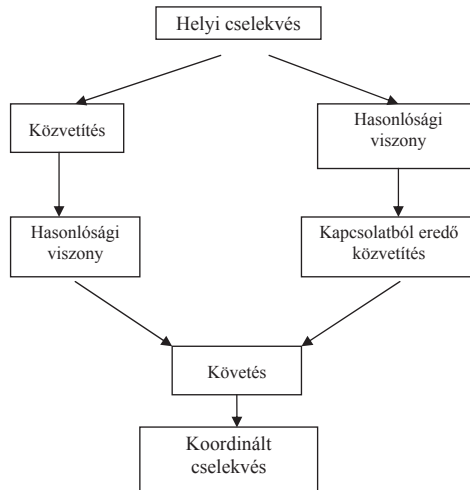 Helyi cselekvés
Közvetítés
Hasonlósági
viszony
Hasonlósági
viszony
Kapcsolatból eredő
közvetítés
Követés
Koordinált
cselekvés